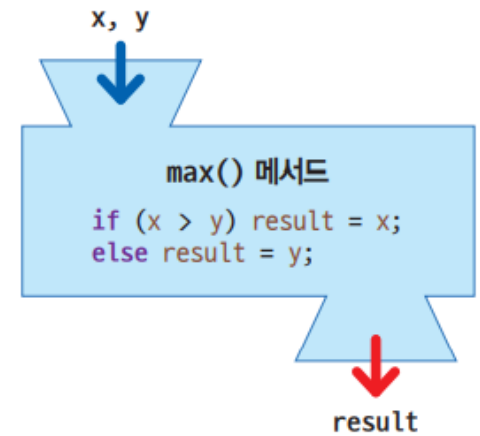 x, y
max() 메서드
if (x > y) result = x;
else result = y;
result